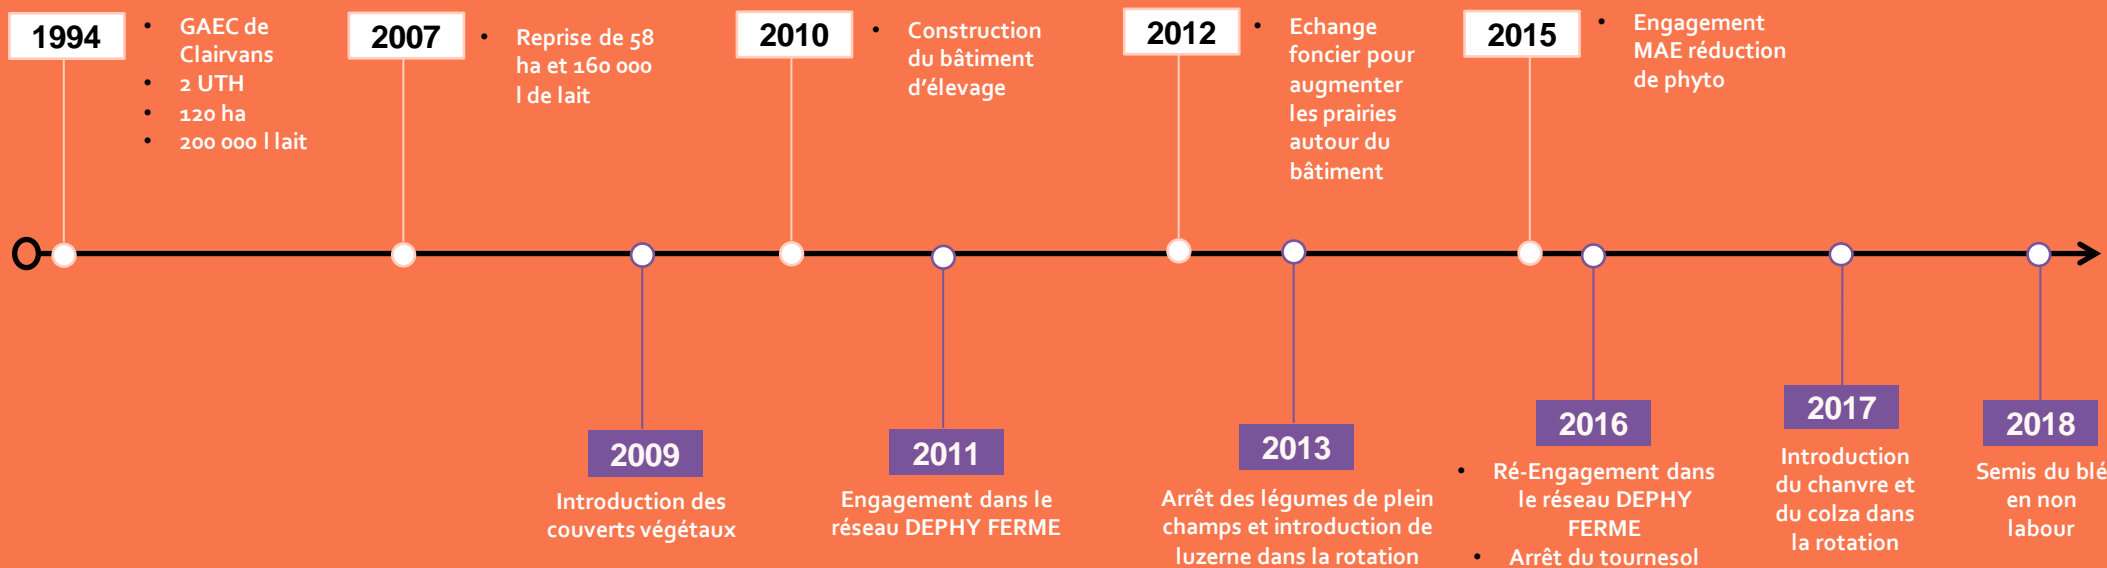 1994
• GAEC de
Clairvans
• 2 UTH
• 120 ha
• 200 000 l lait
2007
• Reprise de 58
ha et 160 000
l de lait
2010
• Construction
du bâtiment
d'élevage
2012
• Echange
foncier pour
augmenter
les prairies
autour du
bâtiment
2015
• Engagement
MAE réduction
de phyto
2009
Introduction des
couverts végétaux
2011
Engagement dans le
réseau DEPHY FERME
2013
Arrêt des légumes de plein
champs et introduction de
luzerne dans la rotation
2016
• Ré-Engagement dans
le réseau DEPHY
FERME
• Arrêt du tournesol
2017
Introduction
du chanvre et
du colza dans
la rotation
2018
Semis du blé
en non
labour